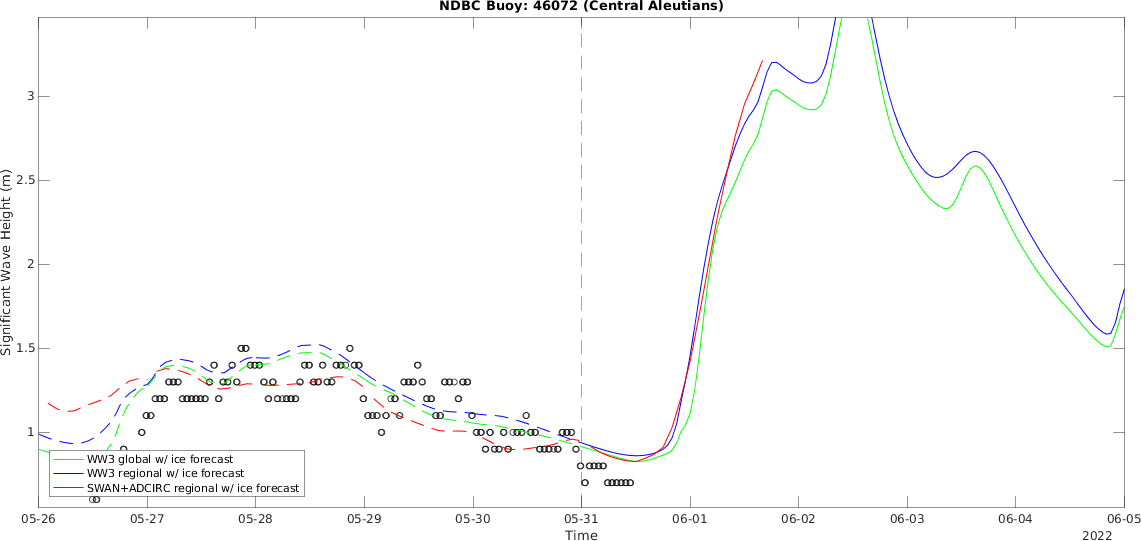 NDBC Buoy: 46072 (Central Aleutians)
Significant Wave Height (m)
3
2.5
2
1.5
1
WW3 global w/ ice forecast
WW3 regional w/ ice forecast
SWAN+ADCIRC regional w/ ice forecast
05-26 05-27 05-28 05-29 05-30 05-31 06-01 06-02 06-03 06-04 06-05
Time
2022